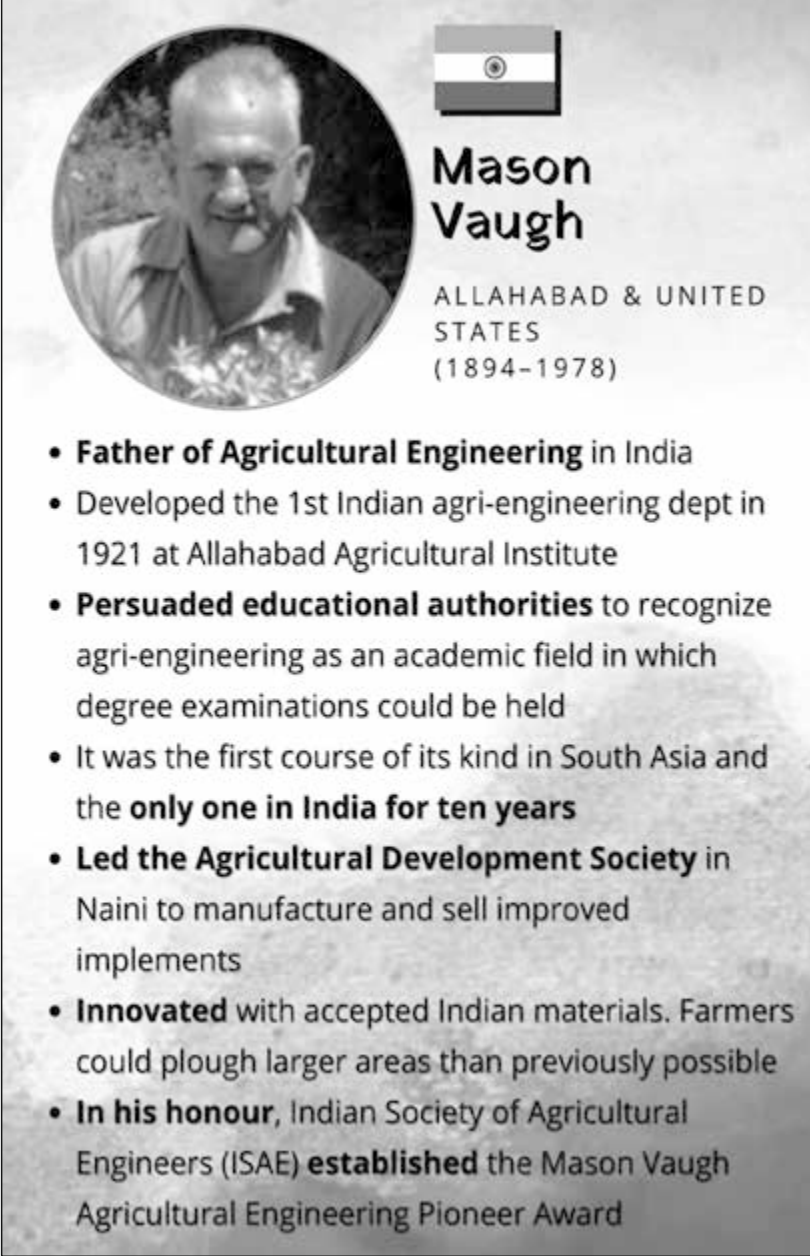 Mason
Vaugh
ALLAHABAD & UNITED
STATES
(1894–1978)
• Father of Agricultural Engineering in India
• Developed the 1st Indian agri-engineering dept in
1921 at Allahabad Agricultural Institute
• Persuaded educational authorities to recognize
agri-engineering as an academic field in which
degree examinations could be held
• It was the first course of its kind in South Asia and
the only one in India for ten years
• Led the Agricultural Development Society in
Naini to manufacture and sell improved
implements
• Innovated with accepted Indian materials. Farmers
could plough larger areas than previously possible
• In his honour, Indian Society of Agricultural
Engineers (ISAE) established the Mason Vaugh
Agricultural Engineering Pioneer Award